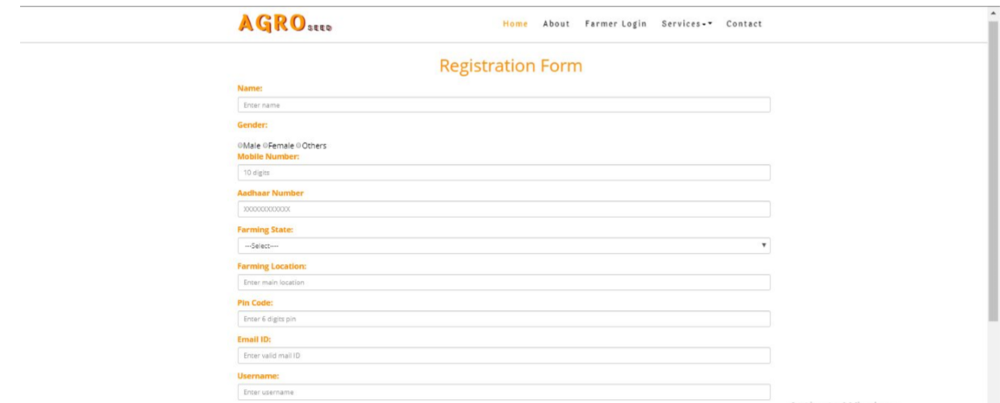 AGRO SEED
Home About Farmer Login Services Contact
Registration Form
Name:
Enter name
Gender:
Male Female Others
Mobile Number:
10 digits
Aadhaar Number
XXXXXXXXXXXX
Farming State:
---Select----
Farming Location:
Enter main location
Pin Code:
Enter 6 digits pin
Email ID:
Enter valid mail ID
Username:
Enter username